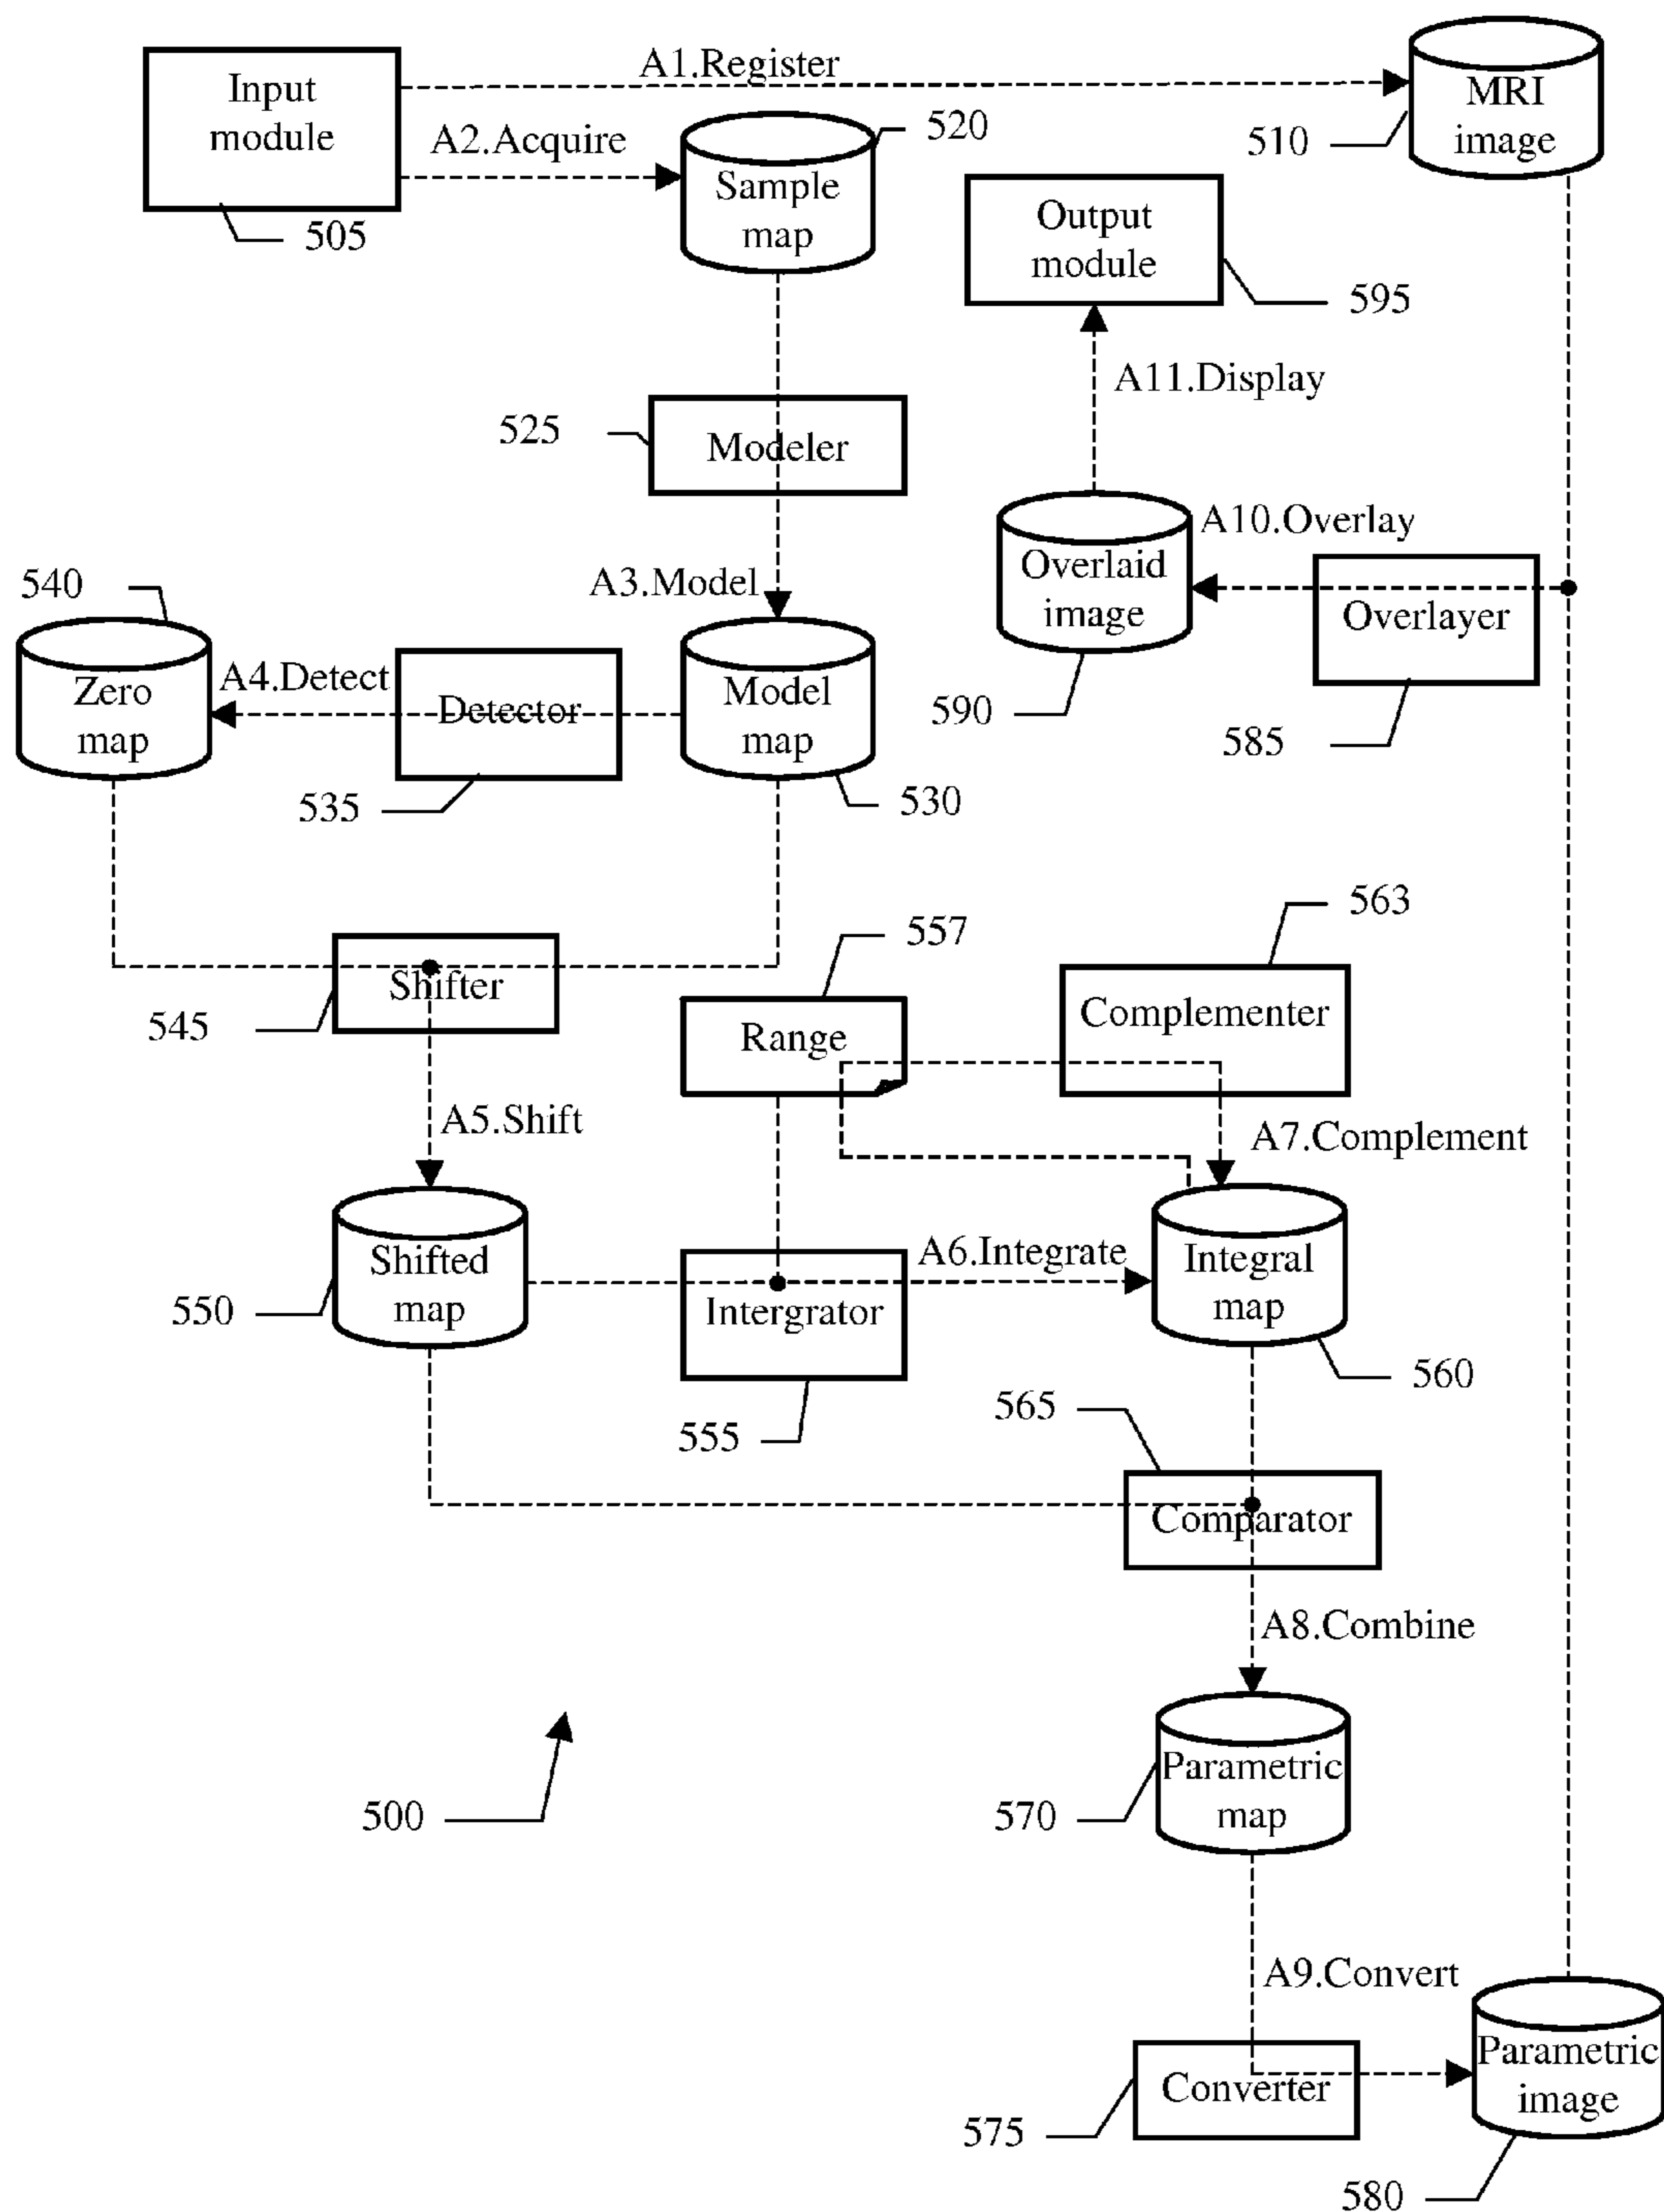 Input
module
505
A1.Register
A2.Acquire
MRI
image
510
Sample
map
520
Output
module
595
A11.Display
525
Modeler
A10.Overlay
Overlaid
image
590
Overlayer
585
A3.Model
540
Zero
map
A4.Detect
Detector
535
Model
map
530
563
557
Shifter
545
Range
Complementer
A5.Shift
A7.Complement
Shifted
map
550
A6.Integrate
Intergrator
555
Integral
map
560
565
Comparator
A8.Combine
500
Parametric
map
570
A9.Convert
Converter
575
Parametric
image
580